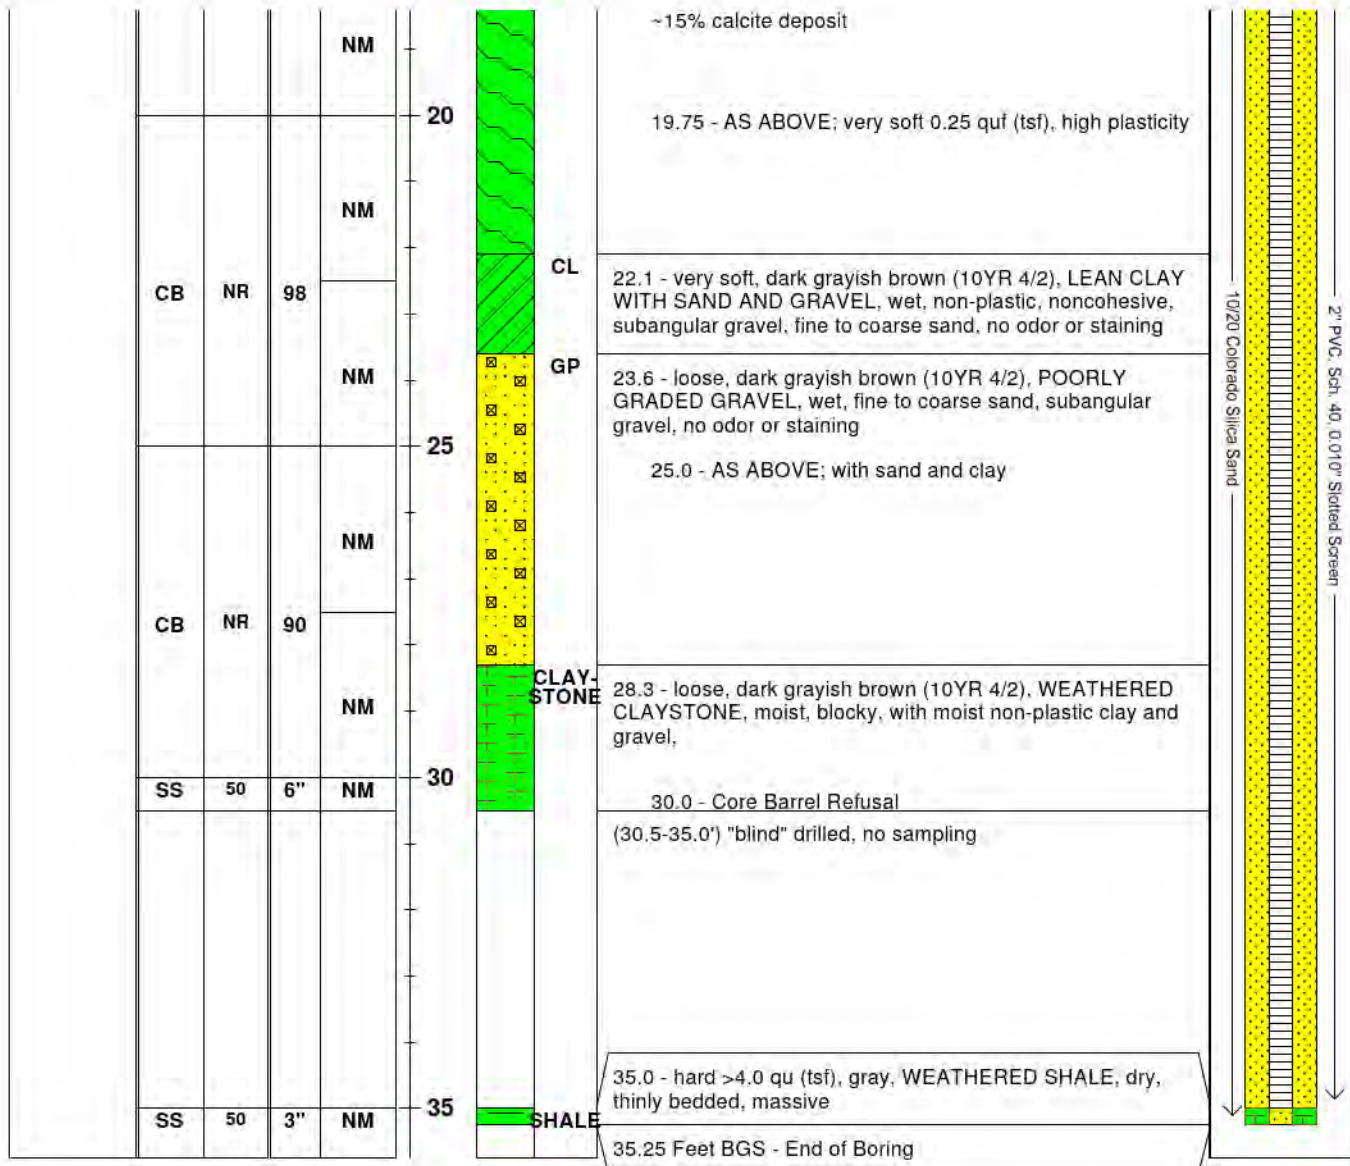 ~15% calcite deposit
NM
20
19.75 - AS ABOVE; very soft 0.25 quf (tsf), high plasticity
NM
CL
22.1 - very soft, dark grayish brown (10YR 4/2), LEAN CLAY
WITH SAND AND GRAVEL, wet, non-plastic, noncohesive,
subangular gravel, fine to coarse sand, no odor or staining
CB NR 98
GP
23.6 - loose, dark grayish brown (10YR 4/2), POORLY
GRADED GRAVEL, wet, fine to coarse sand, subangular
gravel, no odor or staining
NM
25
25.0 - AS ABOVE; with sand and clay
10/20 Colorado Silica Sand
2" PVC, Sch. 40, 0.010" Slotted Screen
NM
CB NR 90
CLAY-
STONE
28.3 - loose, dark grayish brown (10YR 4/2), WEATHERED
CLAYSTONE, moist, blocky, with moist non-plastic clay and
gravel,
NM
30
SS 50 6" NM
30.0 - Core Barrel Refusal
(30.5-35.0') "blind" drilled, no sampling
35.0 - hard >4.0 qu (tsf), gray, WEATHERED SHALE, dry,
thinly bedded, massive
35
SS 50 3" NM
SHALE
35.25 Feet BGS - End of Boring